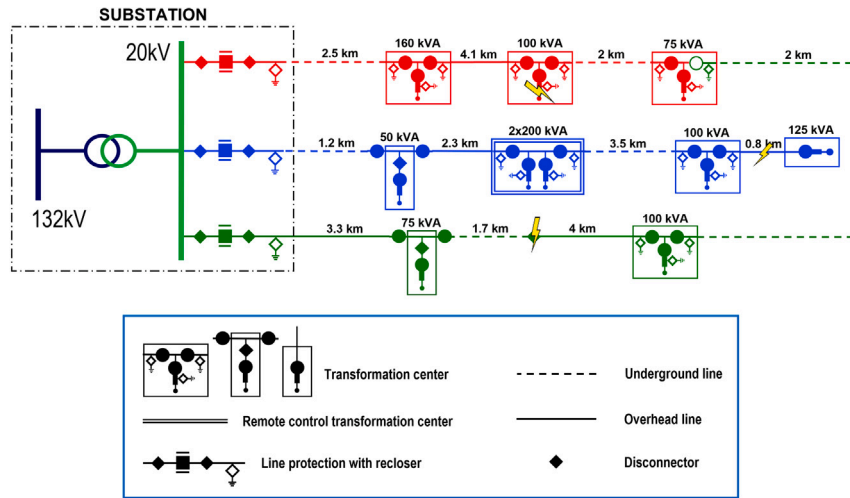 SUBSTATION
20kV
132kV
2.5 km
160 kVA
4.1 km
100 kVA
2 km
75 kVA
2 km
1.2 km
50 kVA
2.3 km
2x200 kVA
3.5 km
100 kVA
0.8 km
125 kVA
3.3 km
75 kVA
1.7 km
4 km
100 kVA
Transformation center
Underground line
Remote control transformation center
Overhead line
Line protection with recloser
Disconnector